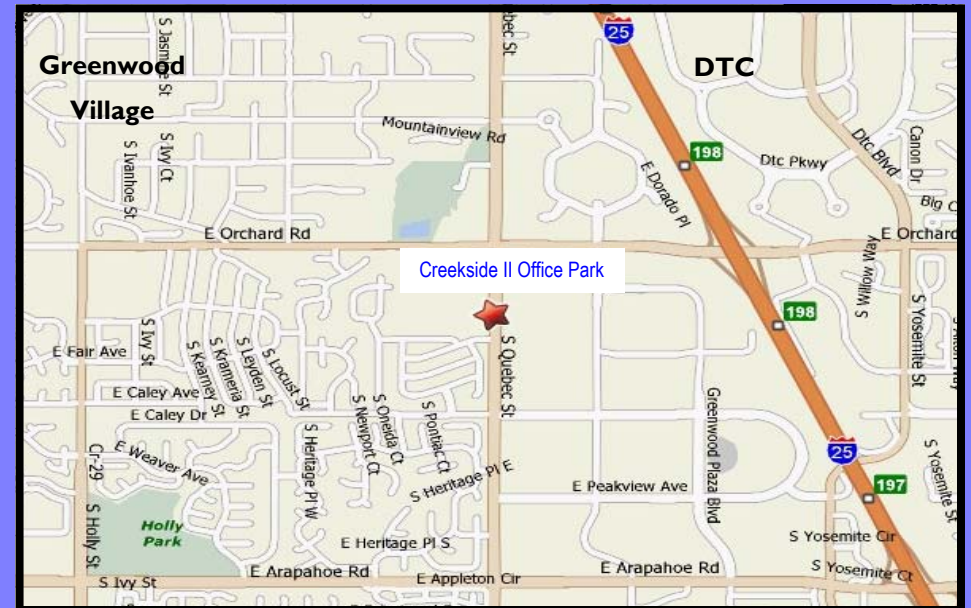 S Jasmine St
Quebec St
25
Greenwood
Village
DTC
Mountainview Rd
S Ivy Ct
S Ivanhoe St
198
Dtc Pkwy
Dtc Blvd
Canon Dr
E Dorado Pl
Big C
E Orchard Rd
E Orchard
Creekside II Office Park
S Willow Way
198
S Yosemite St
E Fair Ave
S Ivy St
S Kearney St
S Krameria St
S Leyden St
S Locust St
S Quebec St
E Caley Ave
E Caley Dr
S Newport Ct
S Oneida Ct
S Pontiac Ct
S Heritage Pl W
S Heritage Pl E
Greenwood Plaza Blvd
Cr-29
E Weaver Ave
25
S Yosemite St
197
E Peakview Ave
S Holly St
Holly
Park
E Heritage Pl S
S Yosemite Cir
S Ivy St
E Arapahoe Rd
E Appleton Cir
E Arapahoe Rd
S Yosemite Ct